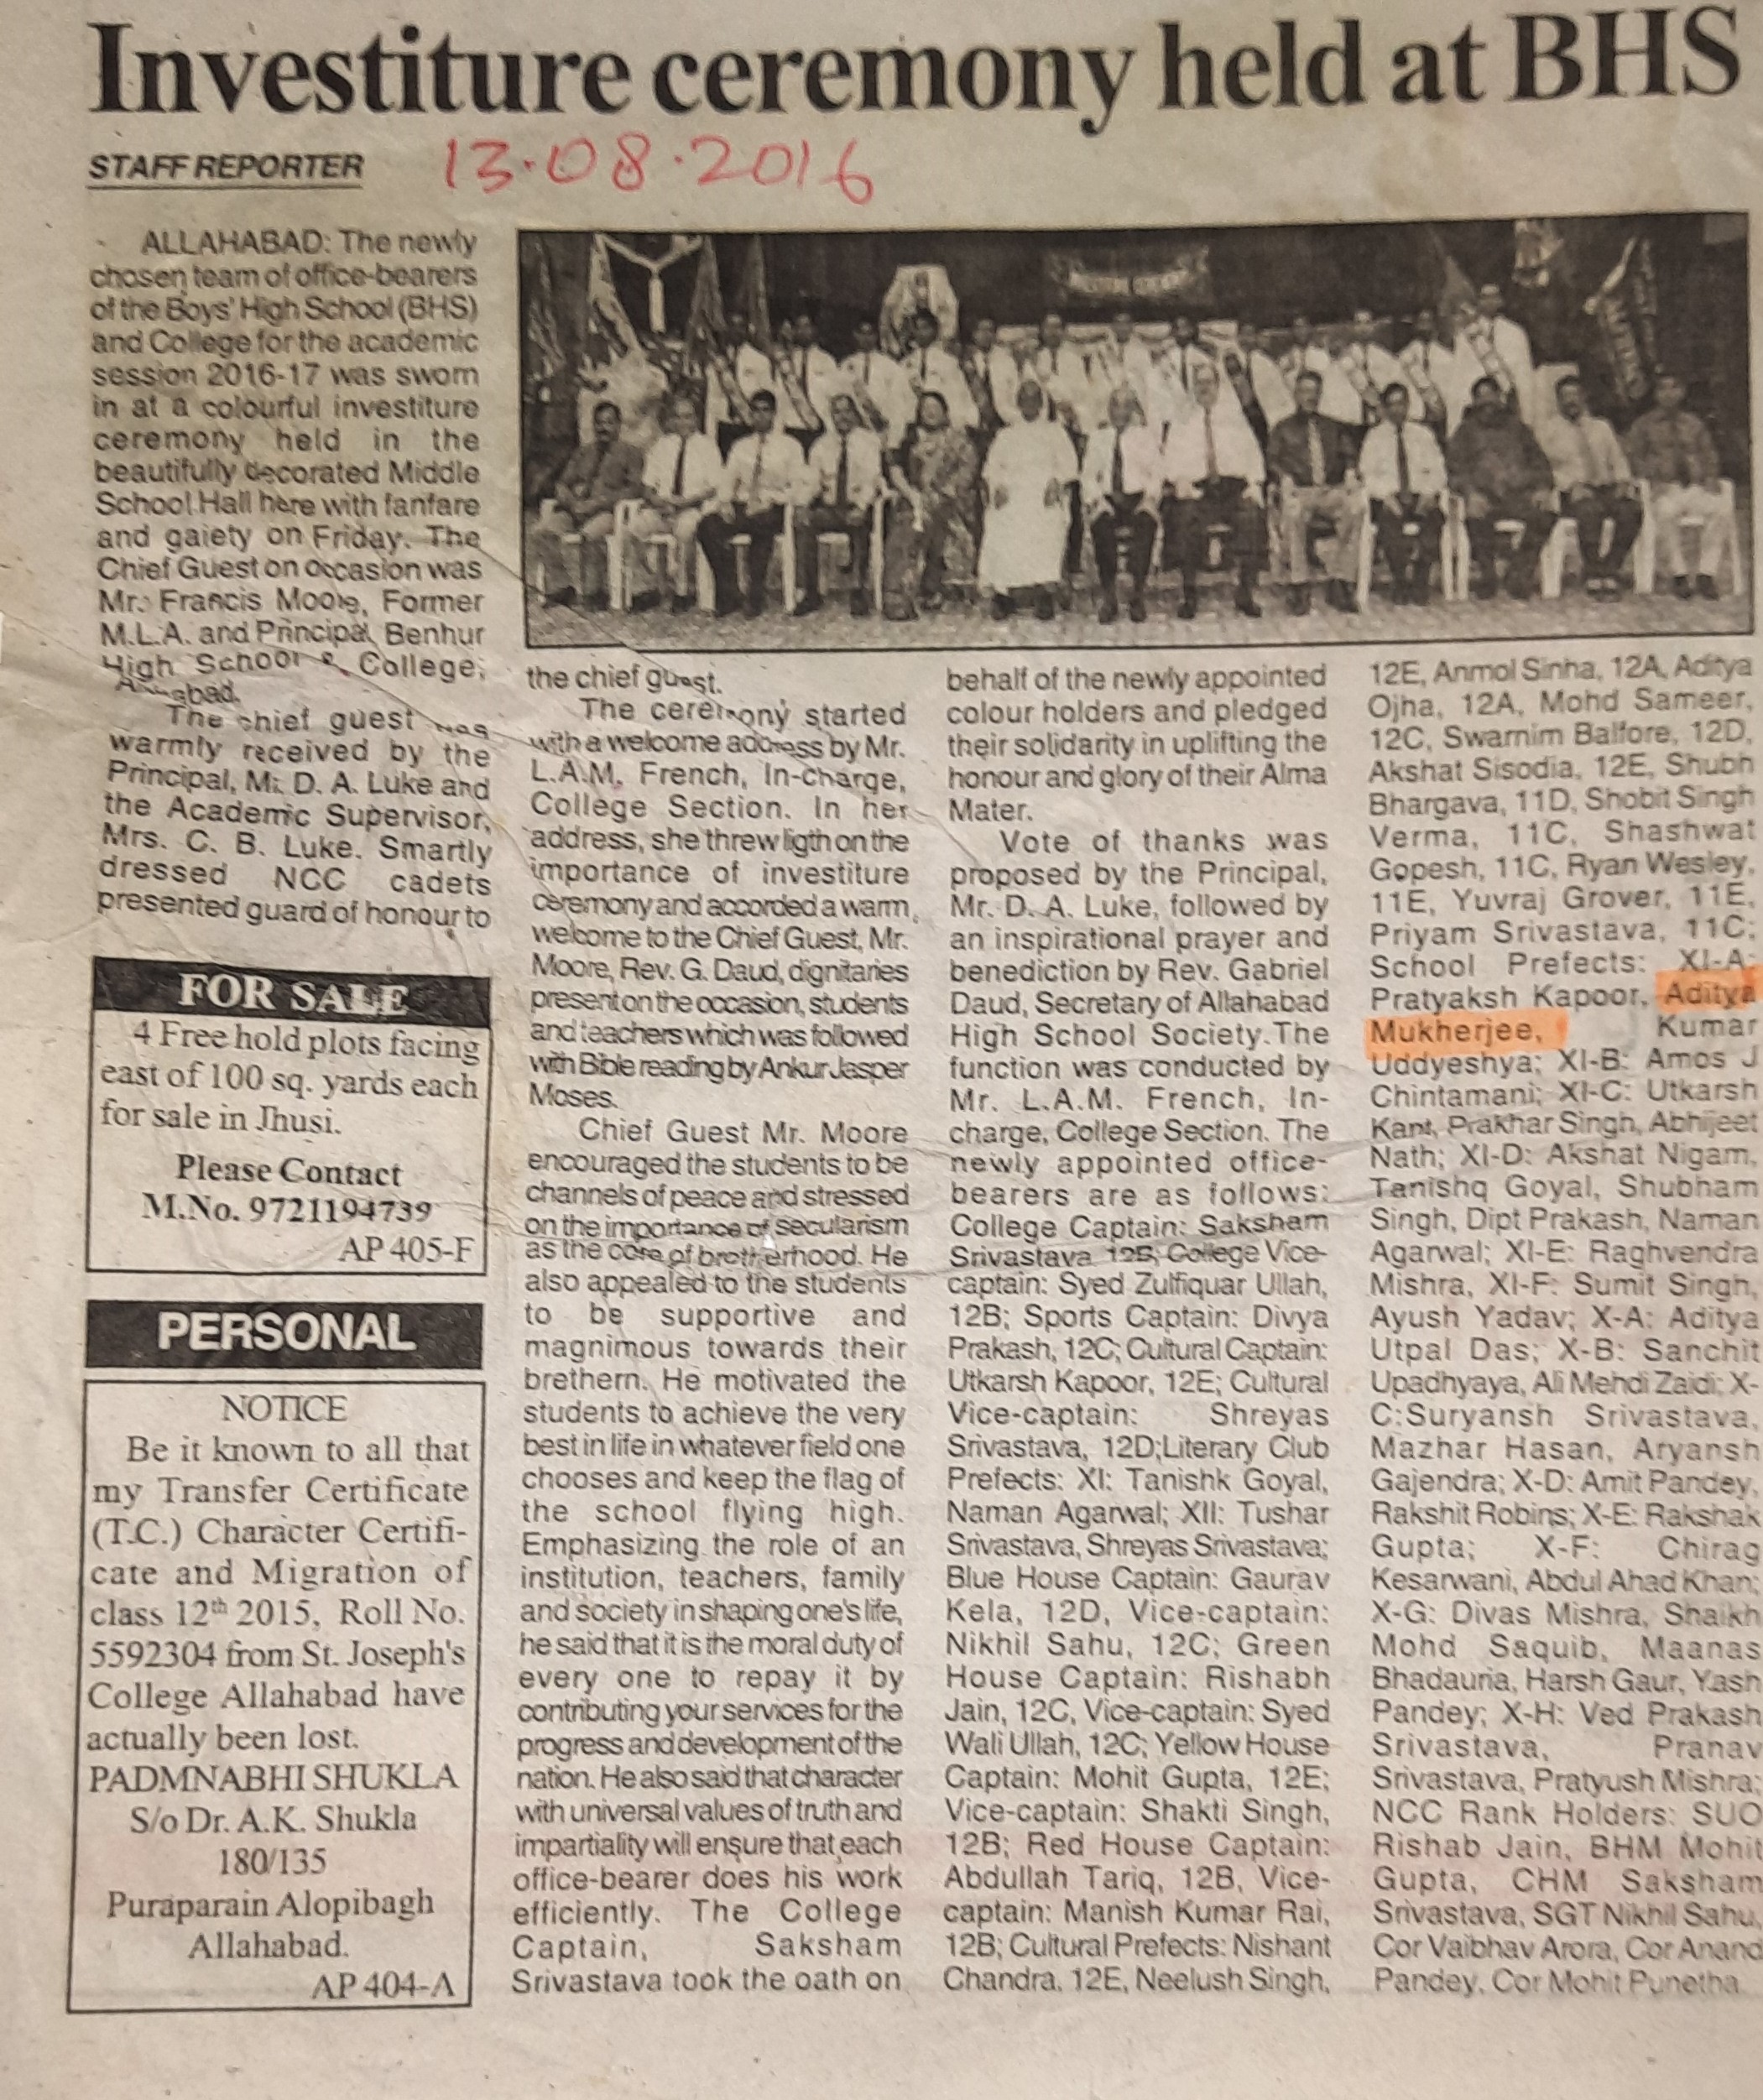 Investiture ceremony held at BHS
STAFF REPORTER
13.08.2016
ALLAHABAD: The newly
chosen team of office-bearers
of the Boys' High School (BHS)
and College for the academic
session 2016-17 was sworn
in at a colourful investiture
ceremony held in the
beautifully decorated Middle
School Hall here with fanfare
and gaiety on Friday. The
Chief Guest on occasion was
Mr. Francis Moore, Former
M.L.A. and Principal, Benhur
High School & College,
The chief guest was
warmly received by the
Principal, Mr. D. A. Luke and
the Academic Supervisor,
Mrs. C. B. Luke. Smartly
dressed NCC cadets
presented guard of honour to
the chief guest.
The ceremony started
with a welcome address by Mr.
L.A.M. French, In-charge,
College Section. In her
address, she threw ligth on the
importance of investiture
ceremony and accorded a warm
welcome to the Chief Guest, Mr.
Moore, Rev. G. Daud, dignitaries
present on the occasion, students
and teachers which was followed
with Bible reading by Ankur Jasper
Moses.
Chief Guest Mr. Moore
encouraged the students to be
channels of peace and stressed
on the importance of secularism
as the core of brotherhood. He
also appealed to the students
to be supportive and
magnimous towards their
brethern. He motivated the
students to achieve the very
best in life in whatever field one
chooses and keep the flag of
the school flying high.
Emphasizing the role of an
institution, teachers, family
and society in shaping one's life,
he said that it is the moral duty of
every one to repay it by
contributing your services for the
progress and development of the
nation. He also said that character
with universal values of truth and
impartiality will ensure that each
office-bearer does his work
efficiently. The College
Captain, Saksham
Srivastava took the oath on
behalf of the newly appointed
colour holders and pledged
their solidarity in uplifting the
honour and glory of their Alma
Mater.
Vote of thanks was
proposed by the Principal,
Mr. D. A. Luke, followed by
an inspirational prayer and
benediction by Rev. Gabriel
Daud, Secretary of Allahabad
High School Society. The
function was conducted by
Mr. L.A.M. French, In-
charge, College Section. The
newly appointed office-
bearers are as follows:
College Captain: Saksham
Srivastava 12B; College Vice-
captain: Syed Zulfiquar Ullah,
12B; Sports Captain: Divya
Prakash, 12C; Cultural Captain:
Utkarsh Kapoor, 12E; Cultural
Vice-captain: Shreyas
Srivastava, 12D;Literary Club
Prefects: XI: Tanishk Goyal,
Naman Agarwal; XII: Tushar
Srivastava, Shreyas Srivastava;
Blue House Captain: Gaurav
Kela, 12D, Vice-captain:
Nikhil Sahu, 12C; Green
House Captain: Rishabh
Jain, 12C, Vice-captain: Syed
Wali Ullah, 12C; Yellow House
Captain: Mohit Gupta, 12E;
Vice-captain: Shakti Singh,
12B; Red House Captain:
Abdullah Tariq, 12B, Vice-
captain: Manish Kumar Rai,
12B; Cultural Prefects: Nishant
Chandra, 12E, Neelush Singh,
12E, Anmol Sinha, 12A, Aditya
Ojha, 12A, Mohd Sameer,
12C, Swarnim Balfore, 12D,
Akshat Sisodia, 12E, Shubh
Bhargava, 11D, Shobit Singh
Verma, 11C, Shashwat
Gopesh, 11C, Ryan Wesley,
11E, Yuvraj Grover, 11E,
Priyam Srivastava, 11C;
School Prefects: XI-A:
Pratyaksh Kapoor, Aditya
Mukherjee, Kumar
Uddyeshya; XI-B: Amos J
Chintamani; XI-C: Utkarsh
Kant, Prakhar Singh, Abhijeet
Nath; XI-D: Akshat Nigam,
Tanishq Goyal, Shubham
Singh, Dipt Prakash, Naman
Agarwal; XI-E: Raghvendra
Mishra, XI-F: Sumit Singh,
Ayush Yadav; X-A: Aditya
Utpal Das; X-B: Sanchit
Upadhyaya, Ali Mehdi Zaidi; X-
C:Suryansh Srivastava,
Mazhar Hasan, Aryansh
Gajendra; X-D: Amit Pandey,
Rakshit Robins; X-E: Rakshak
Gupta; X-F: Chirag
Kesarwani, Abdul Ahad Khan;
X-G: Divas Mishra, Shaikh
Mohd Saquib, Maanas
Bhadauria, Harsh Gaur, Yash
Pandey; X-H: Ved Prakash
Srivastava, Pranav
Srivastava, Pratyush Mishra;
NCC Rank Holders: SUO
Rishab Jain, BHM Mohit
Gupta, CHM Saksham
Srivastava, SGT Nikhil Sahu,
Cor Vaibhav Arora, Cor Anand
Pandey, Cor Mohit Punetha.
FOR SALE
4 Free hold plots facing
east of 100 sq. yards each
for sale in Jhusi.
Please Contact
M.No. 9721194739
AP 405-F
PERSONAL
NOTICE
Be it known to all that
my Transfer Certificate
(T.C.) Character Certifi-
cate and Migration of
class 12th 2015, Roll No.
5592304 from St. Joseph's
College Allahabad have
actually been lost.
PADMNABHI SHUKLA
S/o Dr. A.K. Shukla
180/135
Puraparain Alopibagh
Allahabad.
AP 404-A